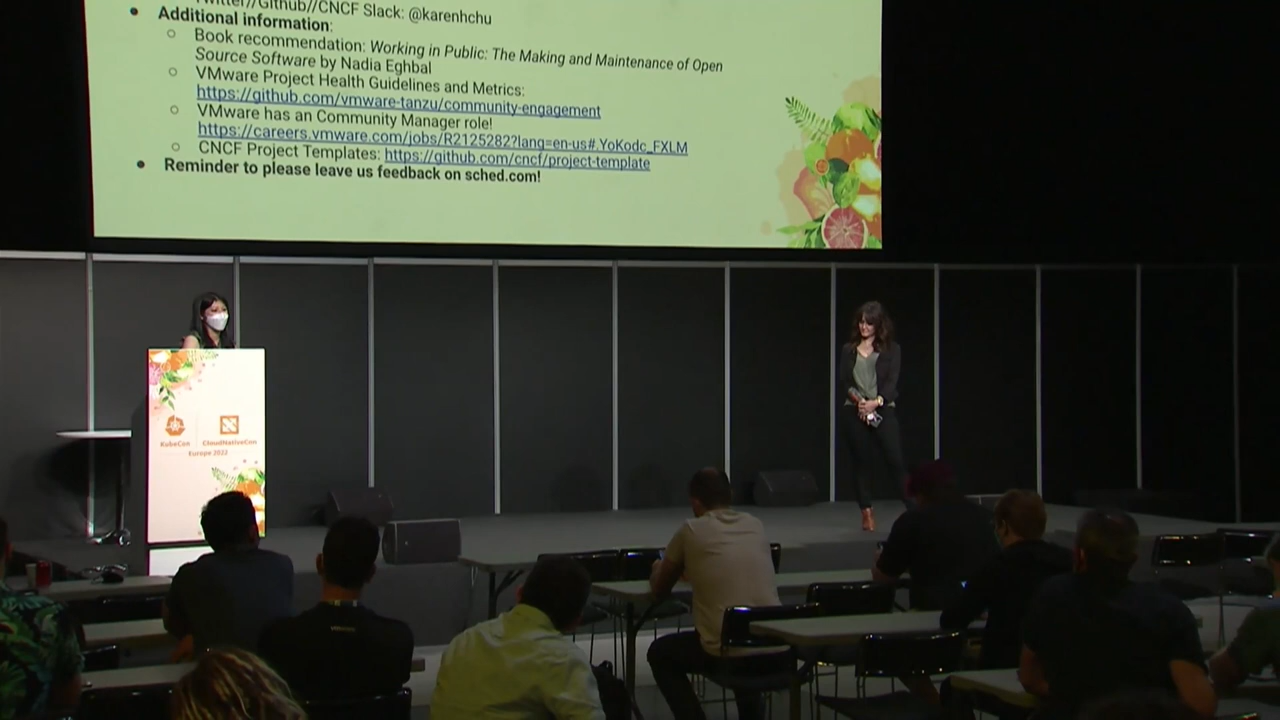 Twitter//Github//CNCF Slack: @karenhchu
Additional information:
Book recommendation: Working in Public: The Making and Maintenance of Open
Source Software by Nadia Eghbal
VMware Project Health Guidelines and Metrics:
https://github.com/vmware-tanzu/community-engagement
VMware has an Community Manager role!
https://careers.vmware.com/jobs/R2125282?lang=en-us#.YoKodc_FXLM
CNCF Project Templates: https://github.com/cncf/project-template
Reminder to please leave us feedback on sched.com!
KubeCon CloudNativeCon
Europe 2022